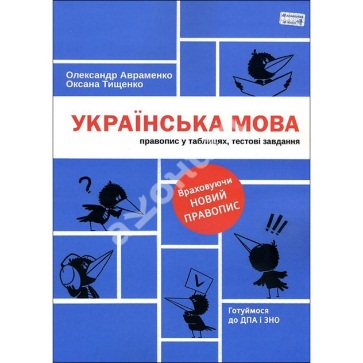 Олександр Авраменко
Оксана Тищенко
УКРАЇНСЬКА МОВА
правопис у таблицях, тестові завдання
Враховуючи
НОВИЙ
ПРАВОПИС
Готуймося
до ДПА і ЗНО